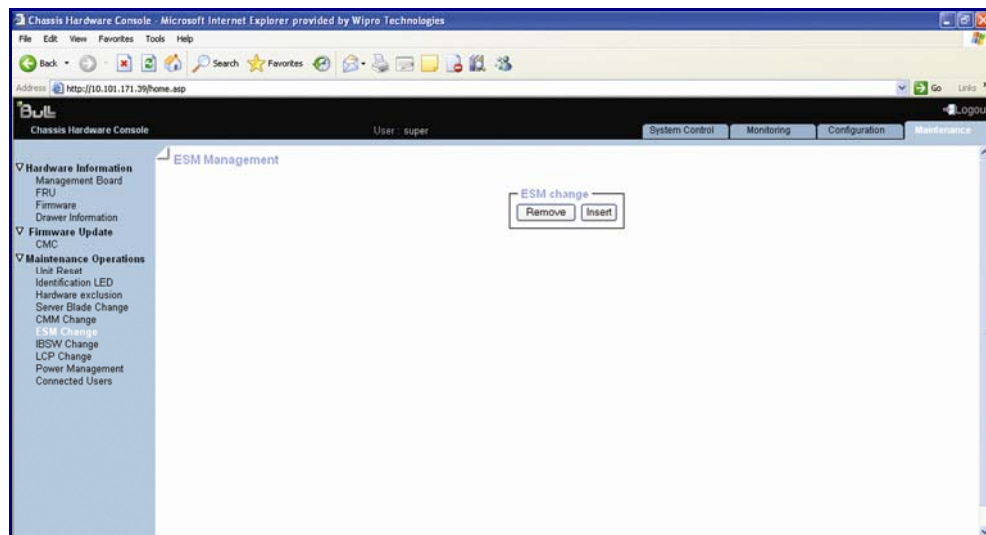 Chassis Hardware Console - Microsoft Internet Explorer provided by Wipro Technologies
File Edit View Favorites Tools Help
Back Search Favorites
Address http://10.101.171.39/home.asp Go Links
Bull Logou
Chassis Hardware Console User : super System Control Monitoring Configuration Maintenance
ESM Management
ESM change
Remove Insert
Hardware Information
Management Board
FRU
Firmware
Drawer Information
Firmware Update
CMC
Maintenance Operations
Unit Reset
Identification LED
Hardware exclusion
Server Blade Change
CMM Change
ESM Change
IBSW Change
LCP Change
Power Management
Connected Users